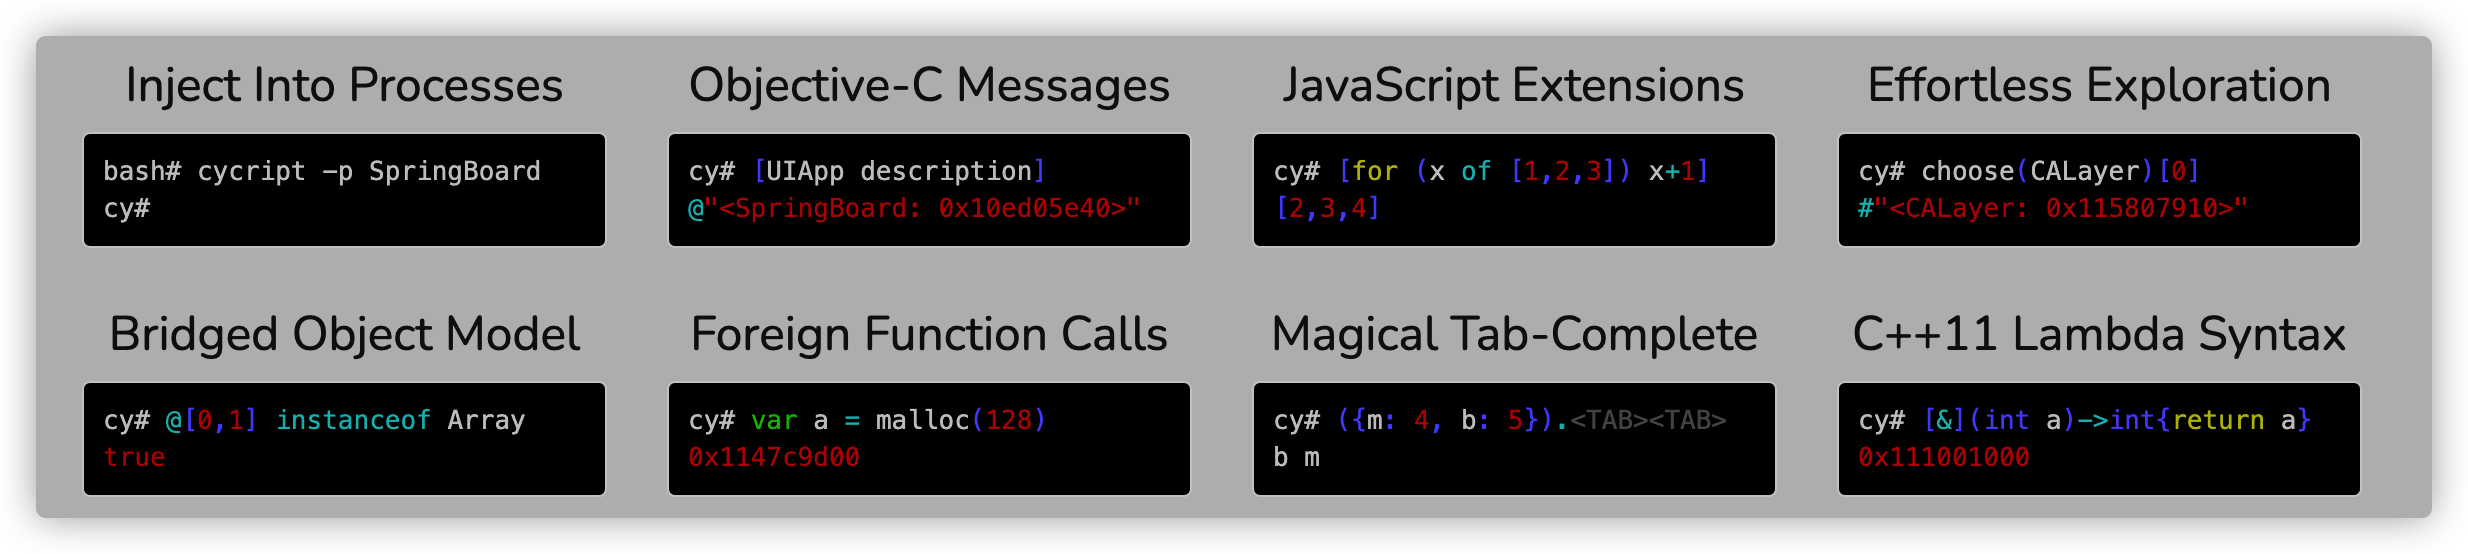 Inject Into Processes
bash# cycript -p SpringBoard
cy#
Objective-C Messages
cy# [UIApp description]
@"<SpringBoard: 0x10ed05e40>"
JavaScript Extensions
cy# [for (x of [1,2,3]) x+1]
[2,3,4]
Effortless Exploration
cy# choose(CALayer)[0]
#"<CALayer: 0x115807910>"
Bridged Object Model
cy# @[0,1] instanceof Array
true
Foreign Function Calls
cy# var a = malloc(128)
0x1147c9d00
Magical Tab-Complete
cy# ({m: 4, b: 5}).<TAB><TAB>
b m
C++11 Lambda Syntax
cy# [&](int a)->int{return a}
0x111001000